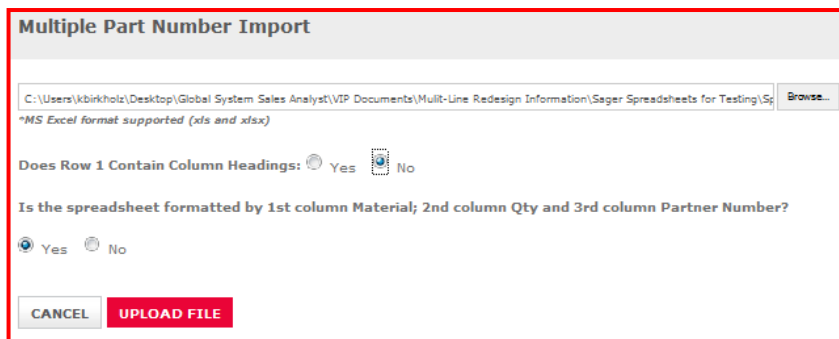 Multiple Part Number Import
C:\Users\kbirkholz\Desktop\Global System Sales Analyst\VIP Documents\Mulit-Line Redesign Information\Sager Spreadsheets for Testing\Sp Browse...
*MS Excel format supported (xls and xlsx)
Does Row 1 Contain Column Headings: Yes No
Is the spreadsheet formatted by 1st column Material; 2nd column Qty and 3rd column Partner Number?
Yes No
CANCEL UPLOAD FILE